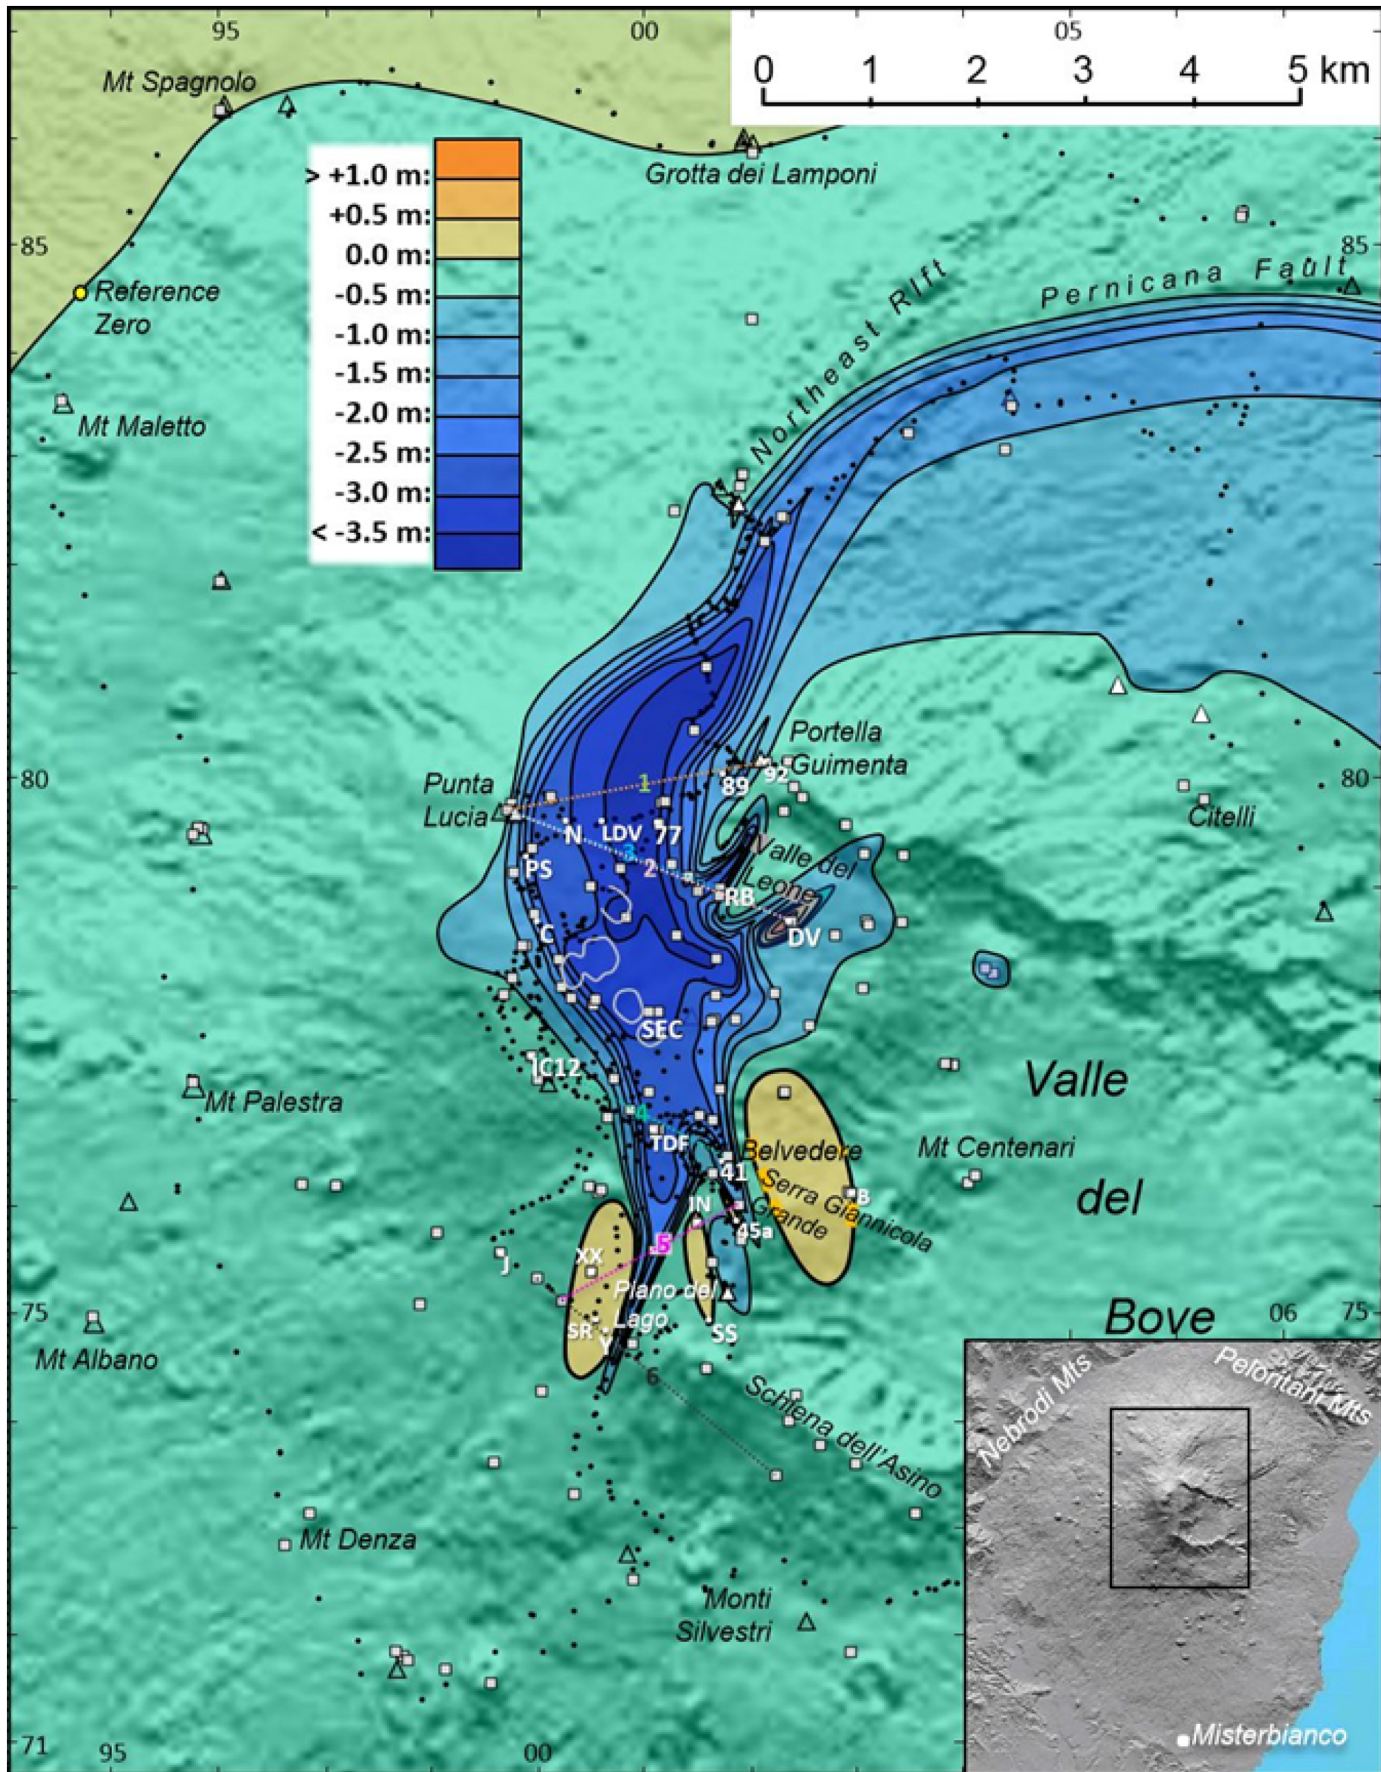 95
00
05
0 1 2 3 4 5 km
Mt Spagnolo
Grotta dei Lamponi
> +1.0 m:
+0.5 m:
0.0 m:
-0.5 m:
-1.0 m:
-1.5 m:
-2.0 m:
-2.5 m:
-3.0 m:
< -3.5 m:
85
85
Reference
Zero
Northeast Rift
Pernicana Fault
Mt Maletto
Portella
Guimenta
80
80
Punta
Lucia
1
89
92
N
LDV
77
3
2
Citelli
PS
Valle del
Leone
RB
C
DV
SEC
IC12
Valle
del
Bove
Mt Palestra
4
TDF
Belvedere
Mt Centenari
41
Serra Giannicola
Grande
B
IN
45a
5
XX
J
Piano del
Lago
SR
Y
SS
75
06
75
Mt Albano
6
Schiena dell'Asino
Nebrodi Mts
Peloritani Mts
Mt Denza
Monti
Silvestri
Misterbianco
71
95
00